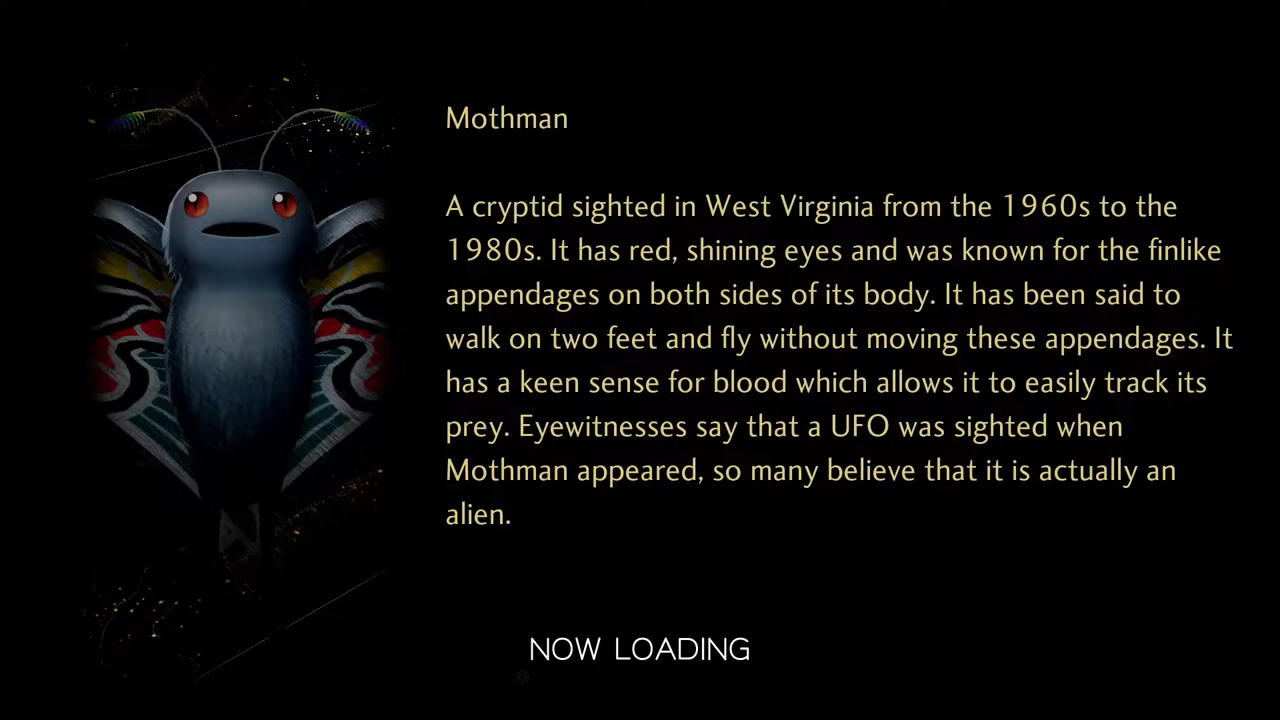 Mothman
A cryptid sighted in West Virginia from the 1960s to the
1980s. It has red, shining eyes and was known for the finlike
appendages on both sides of its body. It has been said to
walk on two feet and fly without moving these appendages. It
has a keen sense for blood which allows it to easily track its
prey. Eyewitnesses say that a UFO was sighted when
Mothman appeared, so many believe that it is actually an
alien.
NOW LOADING